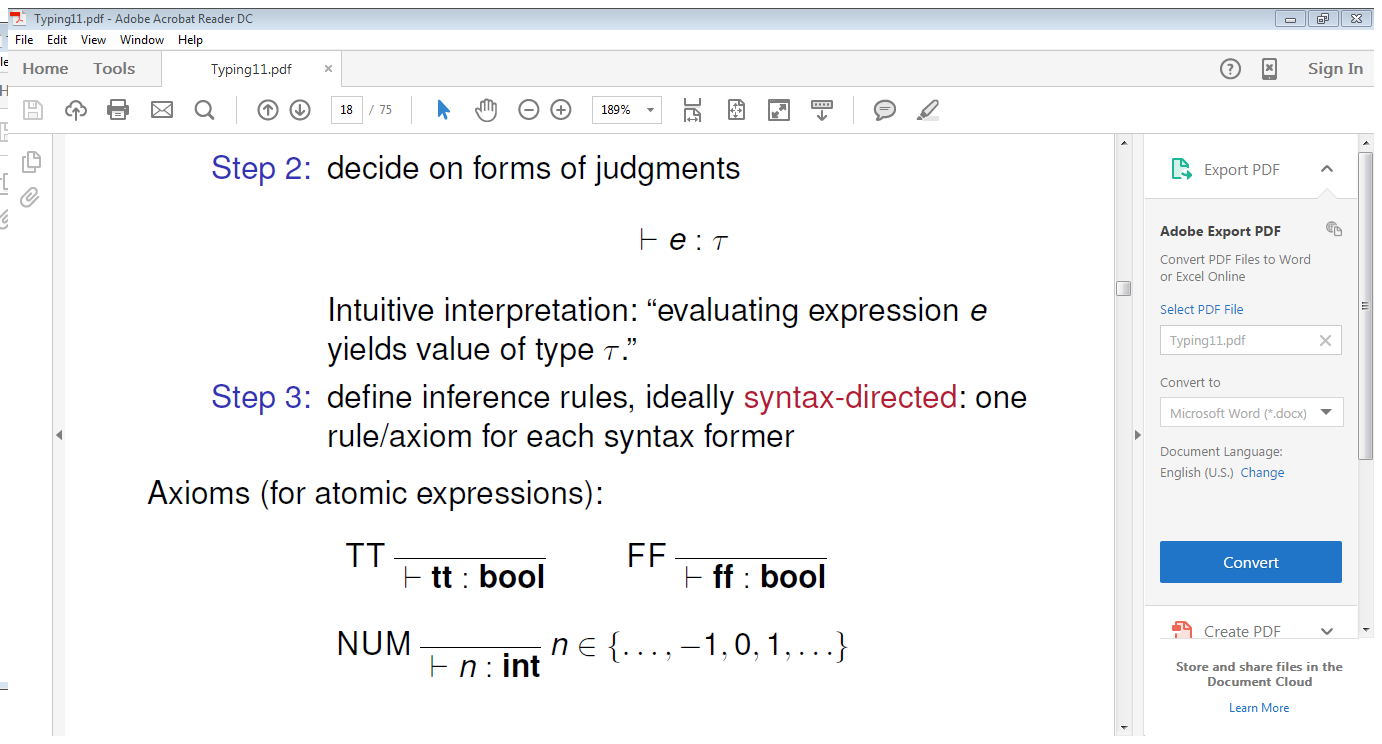 Typing11.pdf - Adobe Acrobat Reader DC
File Edit View Window Help
Home Tools Typing11.pdf × Sign In
18 / 75 189%
Step 2: decide on forms of judgments
⊢ e : τ
Intuitive interpretation: “evaluating expression e
yields value of type τ.”
Step 3: define inference rules, ideally syntax-directed: one
rule/axiom for each syntax former
Axioms (for atomic expressions):
TT
⊢ tt : bool
FF
⊢ ff : bool
NUM
⊢ n : int
n ∈ {…, −1, 0, 1, …}
Export PDF
Adobe Export PDF
Convert PDF Files to Word
or Excel Online
Select PDF File
Typing11.pdf
Convert to
Microsoft Word (*.docx)
Document Language:
English (U.S.) Change
Convert
Create PDF
Store and share files in the
Document Cloud
Learn More